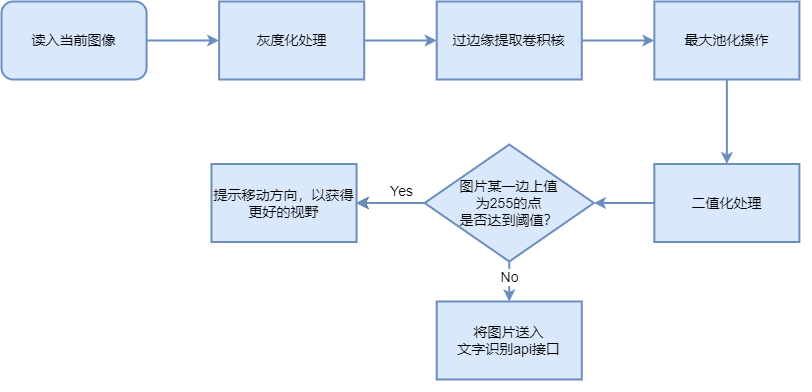 读入当前图像
灰度化处理
过边缘提取卷积核
最大池化操作
提示移动方向，以获得
更好的视野
Yes
图片某一边上值
为255的点
是否达到阈值？
二值化处理
No
将图片送入
文字识别api接口